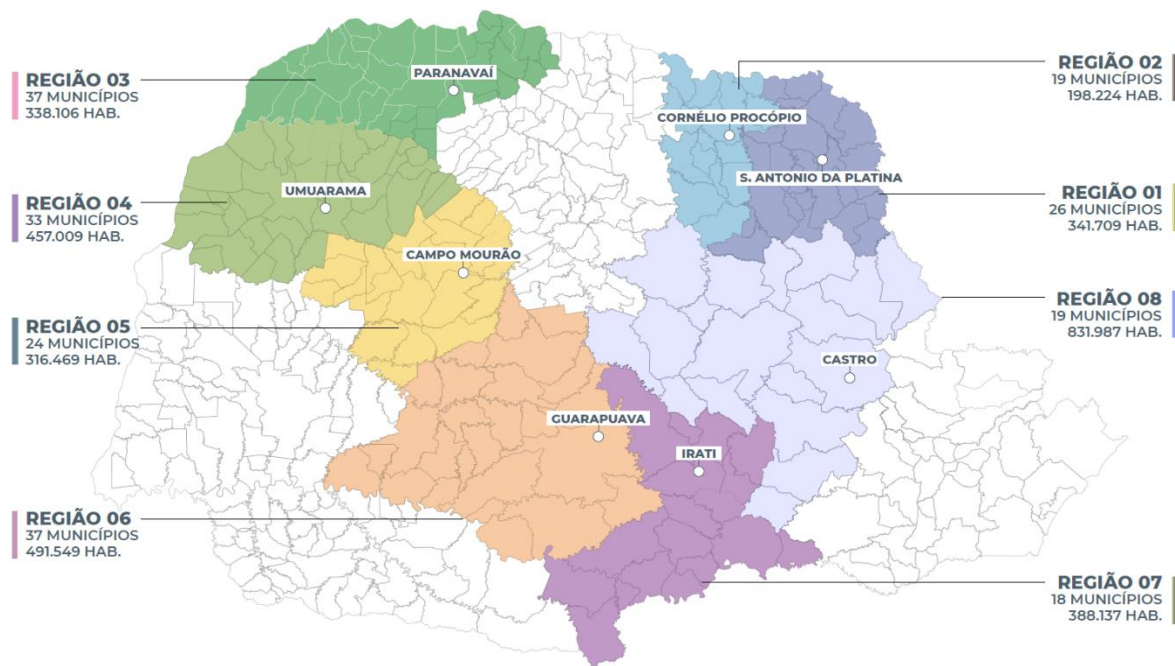 REGIÃO 03
37 MUNICÍPIOS
338.106 HAB.
REGIÃO 04
33 MUNICÍPIOS
457.009 HAB.
REGIÃO 05
24 MUNICÍPIOS
316.469 HAB.
REGIÃO 06
37 MUNICÍPIOS
491.549 HAB.
PARANAVAÍ
UMUARAMA
CAMPO MOURÃO
GUARAPUAVA
IRATI
CASTRO
CORNÉLIO PROCÓPIO
S. ANTONIO DA PLATINA
REGIÃO 02
19 MUNICÍPIOS
198.224 HAB.
REGIÃO 01
26 MUNICÍPIOS
341.709 HAB.
REGIÃO 08
19 MUNICÍPIOS
831.987 HAB.
REGIÃO 07
18 MUNICÍPIOS
388.137 HAB.